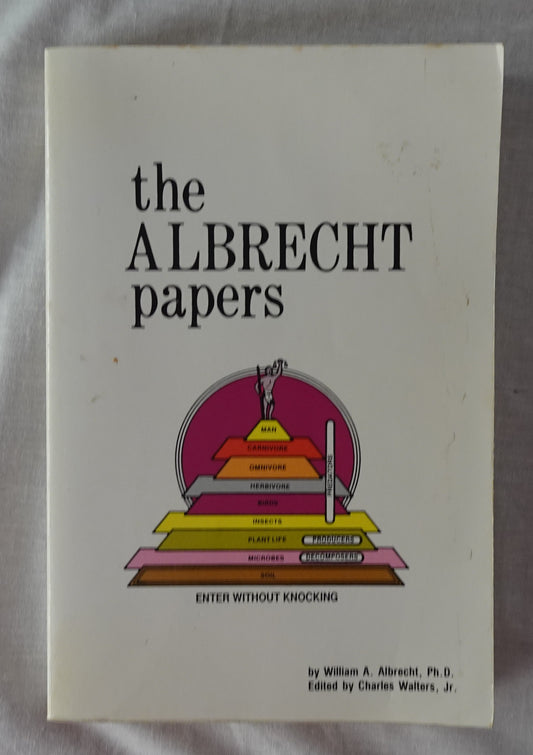 the
ALBRECHT
papers
MAN
CARNIVORE
OMNIVORE
HERBIVORE
BIRDS
INSECTS
PLANT LIFE PRODUCERS
MICROBES DECOMPOSERS
SOIL
ENTER WITHOUT KNOCKING
by William A. Albrecht, Ph.D.
Edited by Charles Walters, Jr.